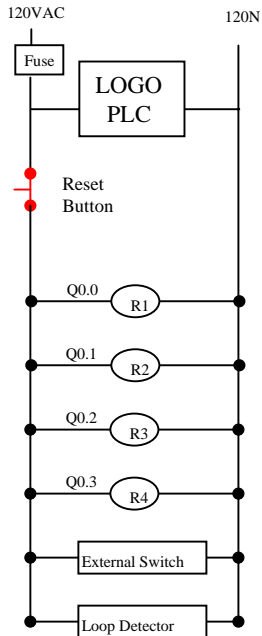 120VAC
120N
Fuse
LOGO
PLC
Reset
Button
Q0.0
R1
Q0.1
R2
Q0.2
R3
Q0.3
R4
External Switch
Loop Detector